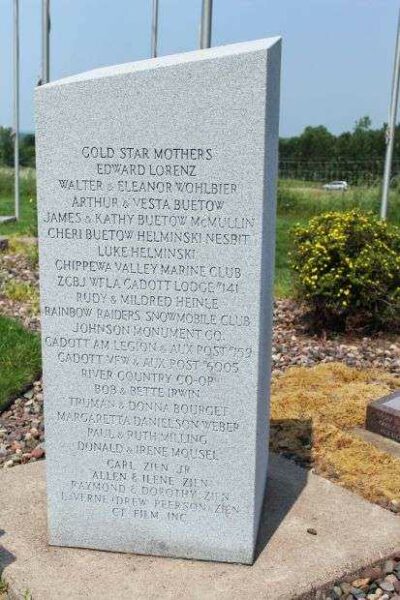 GOLD STAR MOTHERS
EDWARD LORENZ
WALTER & ELEANOR WOHLBIER
ARTHUR & VESTA BUETOW
JAMES & KATHY BUETOW McMULLIN
CHERI BUETOW HELMINSKI NESBIT
LUKE HELMINSKI
CHIPPEWA VALLEY MARINE CLUB
ZCBJ WTLA CADOTT LODGE #141
RUDY & MILDRED HEINLE
RAINBOW RAIDERS SNOWMOBILE CLUB
JOHNSON MONUMENT CO.
CADOTT AM LEGION & AUX POST #159
CADOTT VFW & AUX POST #6005
RIVER COUNTRY CO-OP
BOB & BETTE IRWIN
TRUMAN & DONNA BOURGET
MARGARETTA DANIELSON WEBER
PAUL & RUTH MILLING
DONALD & IRENE MOUSEL
CARL ZIEN JR
ALLEN & ILENE ZIEN
RAYMOND & DOROTHY ZIEN
LAVERNE (DREW) PEERSON ZIEN
CT FILM INC